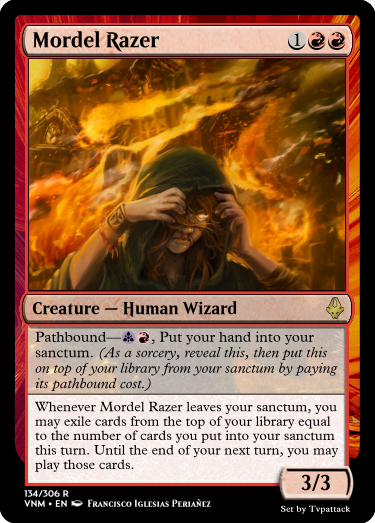 Mordel Razer 1
Creature — Human Wizard
Pathbound—, Put your hand into your
sanctum. (As a sorcery, reveal this, then put this
on top of your library from your sanctum by paying
its pathbound cost.)
Whenever Mordel Razer leaves your sanctum, you
may exile cards from the top of your library equal
to the number of cards you put into your sanctum
this turn. Until the end of your next turn, you may
play those cards.
3/3
134/306 R
VNM • EN Francisco Iglesias Periañez
Set by Tvpattack